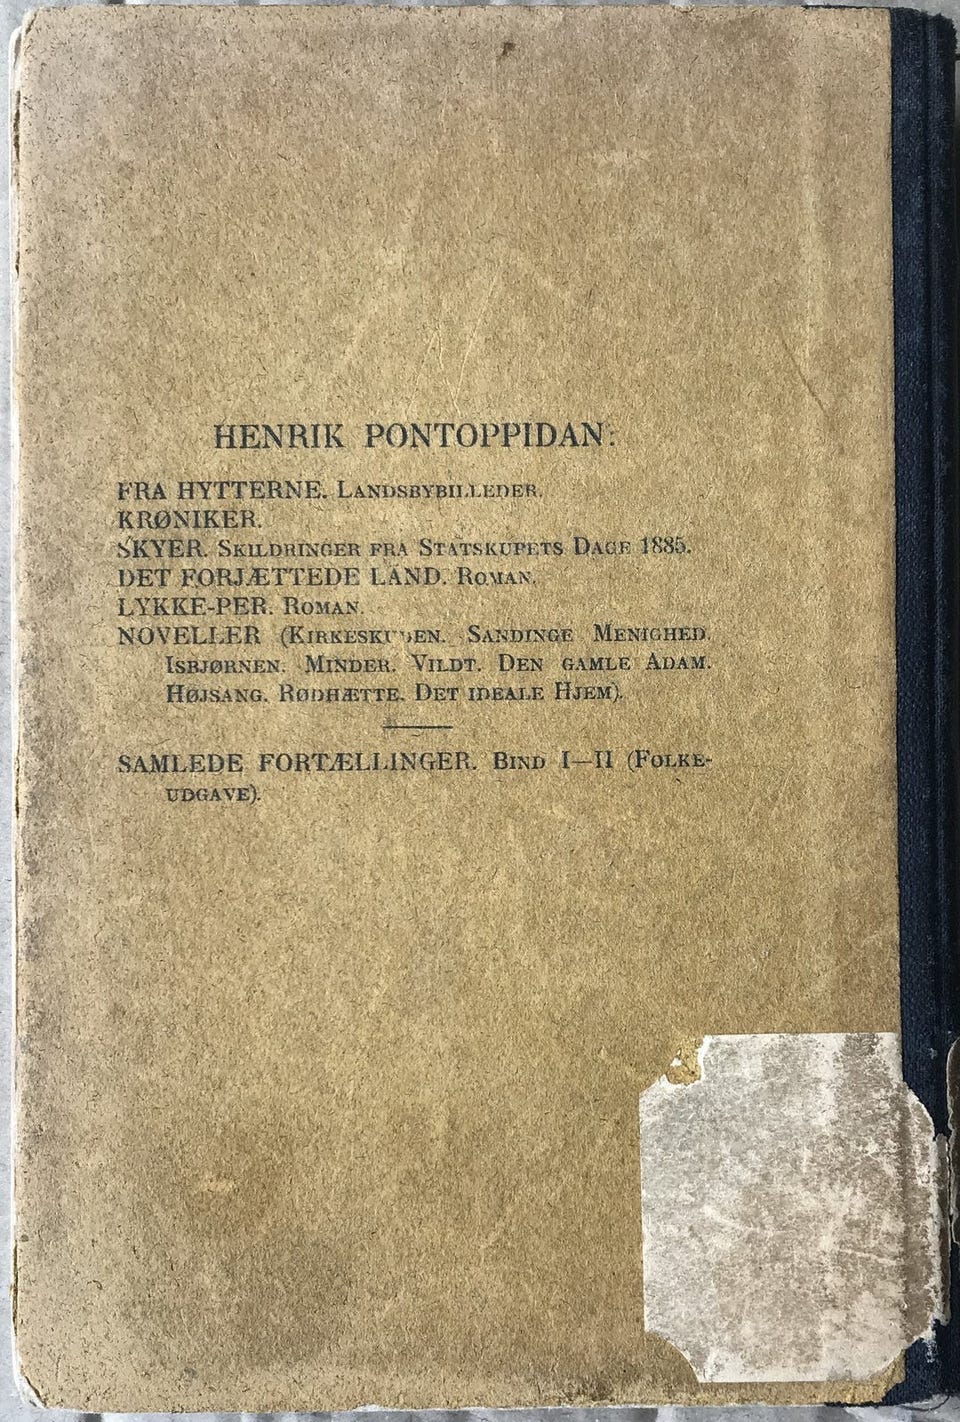 HENRIK PONTOPPIDAN:
FRA HYTTERNE. LANDSBYBILLEDER.
KRØNIKER.
SKYER. SKILDRINGER FRA STATSKUPETS DAGE 1885.
DET FORJÆTTEDE LAND. ROMAN.
LYKKE-PER. ROMAN.
NOVELLER (KIRKESKUDEN. SANDINGE MENIGHED.
ISBJØRNEN. MINDER. VILDT. DEN GAMLE ADAM.
HØJSANG. RØDHÆTTE. DET IDEALE HJEM).
SAMLEDE FORTÆLLINGER. BIND I—II (FOLKE-
UDGAVE).